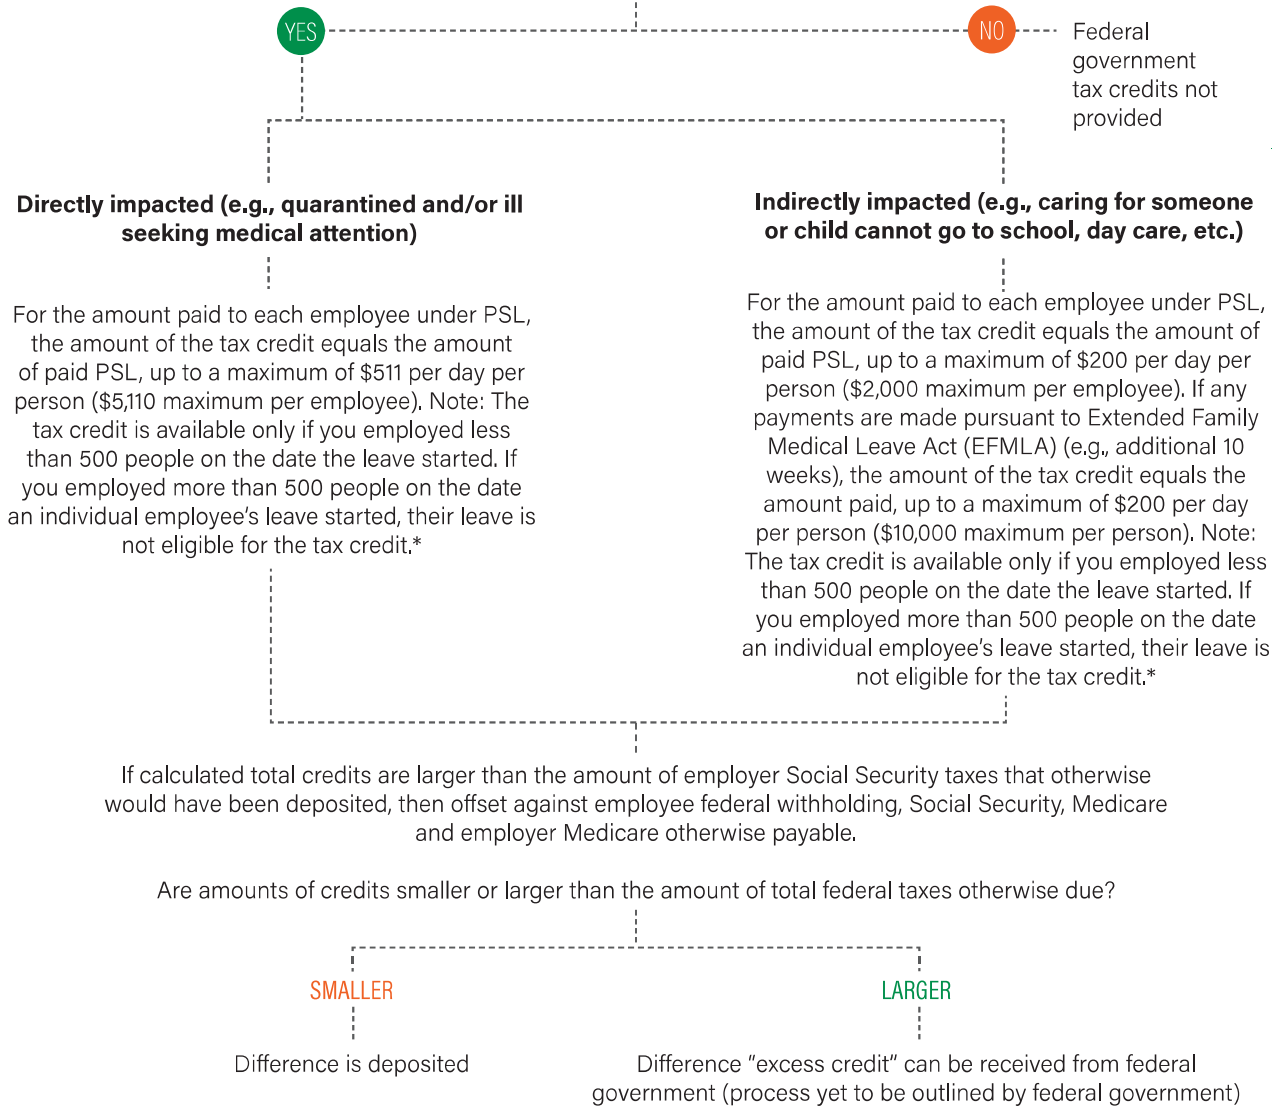 YES
NO
Federal
government
tax credits not
provided
Directly impacted (e.g., quarantined and/or ill
seeking medical attention)
For the amount paid to each employee under PSL,
the amount of the tax credit equals the amount
of paid PSL, up to a maximum of $511 per day per
person ($5,110 maximum per employee). Note: The
tax credit is available only if you employed less
than 500 people on the date the leave started. If
you employed more than 500 people on the date
an individual employee's leave started, their leave is
not eligible for the tax credit.*
Indirectly impacted (e.g., caring for someone
or child cannot go to school, day care, etc.)
For the amount paid to each employee under PSL,
the amount of the tax credit equals the amount of
paid PSL, up to a maximum of $200 per day per
person ($2,000 maximum per employee). If any
payments are made pursuant to Extended Family
Medical Leave Act (EFMLA) (e.g., additional 10
weeks), the amount of the tax credit equals the
amount paid, up to a maximum of $200 per day
per person ($10,000 maximum per person). Note:
The tax credit is available only if you employed less
than 500 people on the date the leave started. If
you employed more than 500 people on the date
an individual employee's leave started, their leave is
not eligible for the tax credit.*
If calculated total credits are larger than the amount of employer Social Security taxes that otherwise
would have been deposited, then offset against employee federal withholding, Social Security, Medicare
and employer Medicare otherwise payable.
Are amounts of credits smaller or larger than the amount of total federal taxes otherwise due?
SMALLER
Difference is deposited
LARGER
Difference "excess credit" can be received from federal
government (process yet to be outlined by federal government)